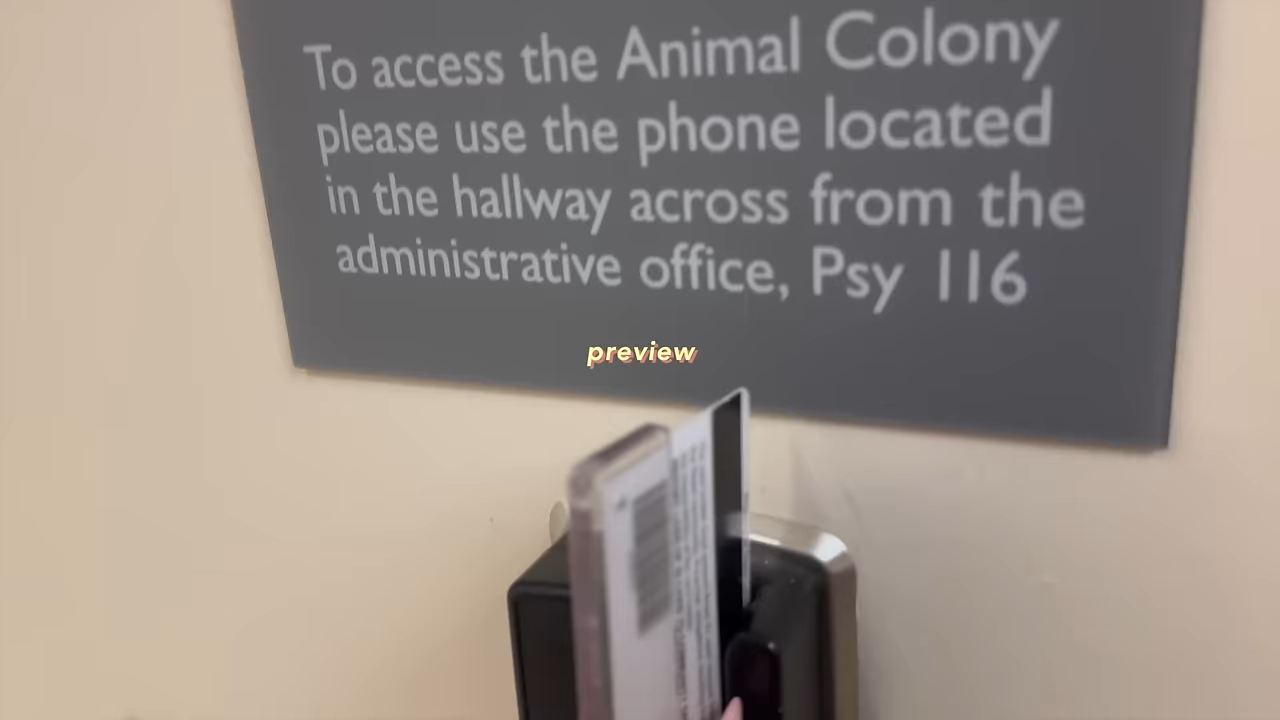 To access the Animal Colony
please use the phone located
in the hallway across from the
administrative office, Psy 116
preview